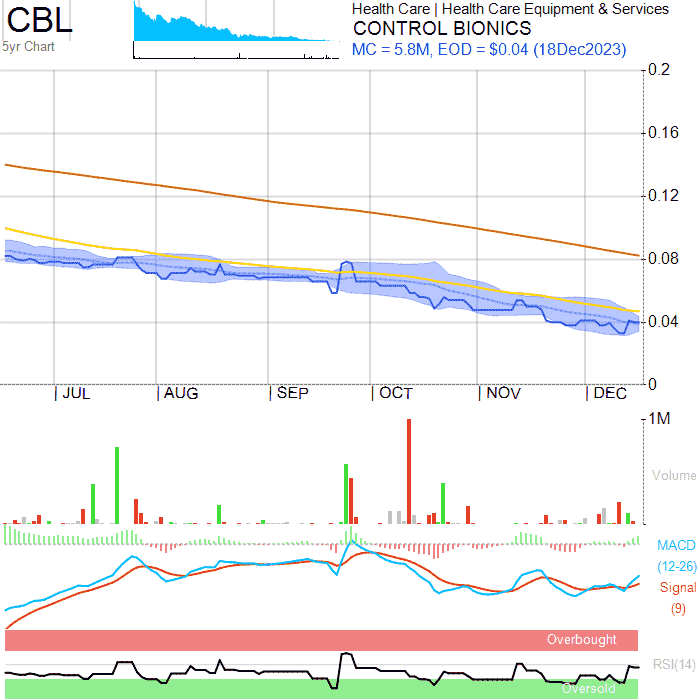 CBL
5yr Chart
Health Care | Health Care Equipment & Services
CONTROL BIONICS
MC = 5.8M, EOD = $0.04 (18Dec2023)
0.2
0.16
0.12
0.08
0.04
0
JUL
AUG
SEP
OCT
NOV
DEC
1M
Volume
MACD
(12-26)
Signal
(9)
Overbought
RSI(14)
Oversold